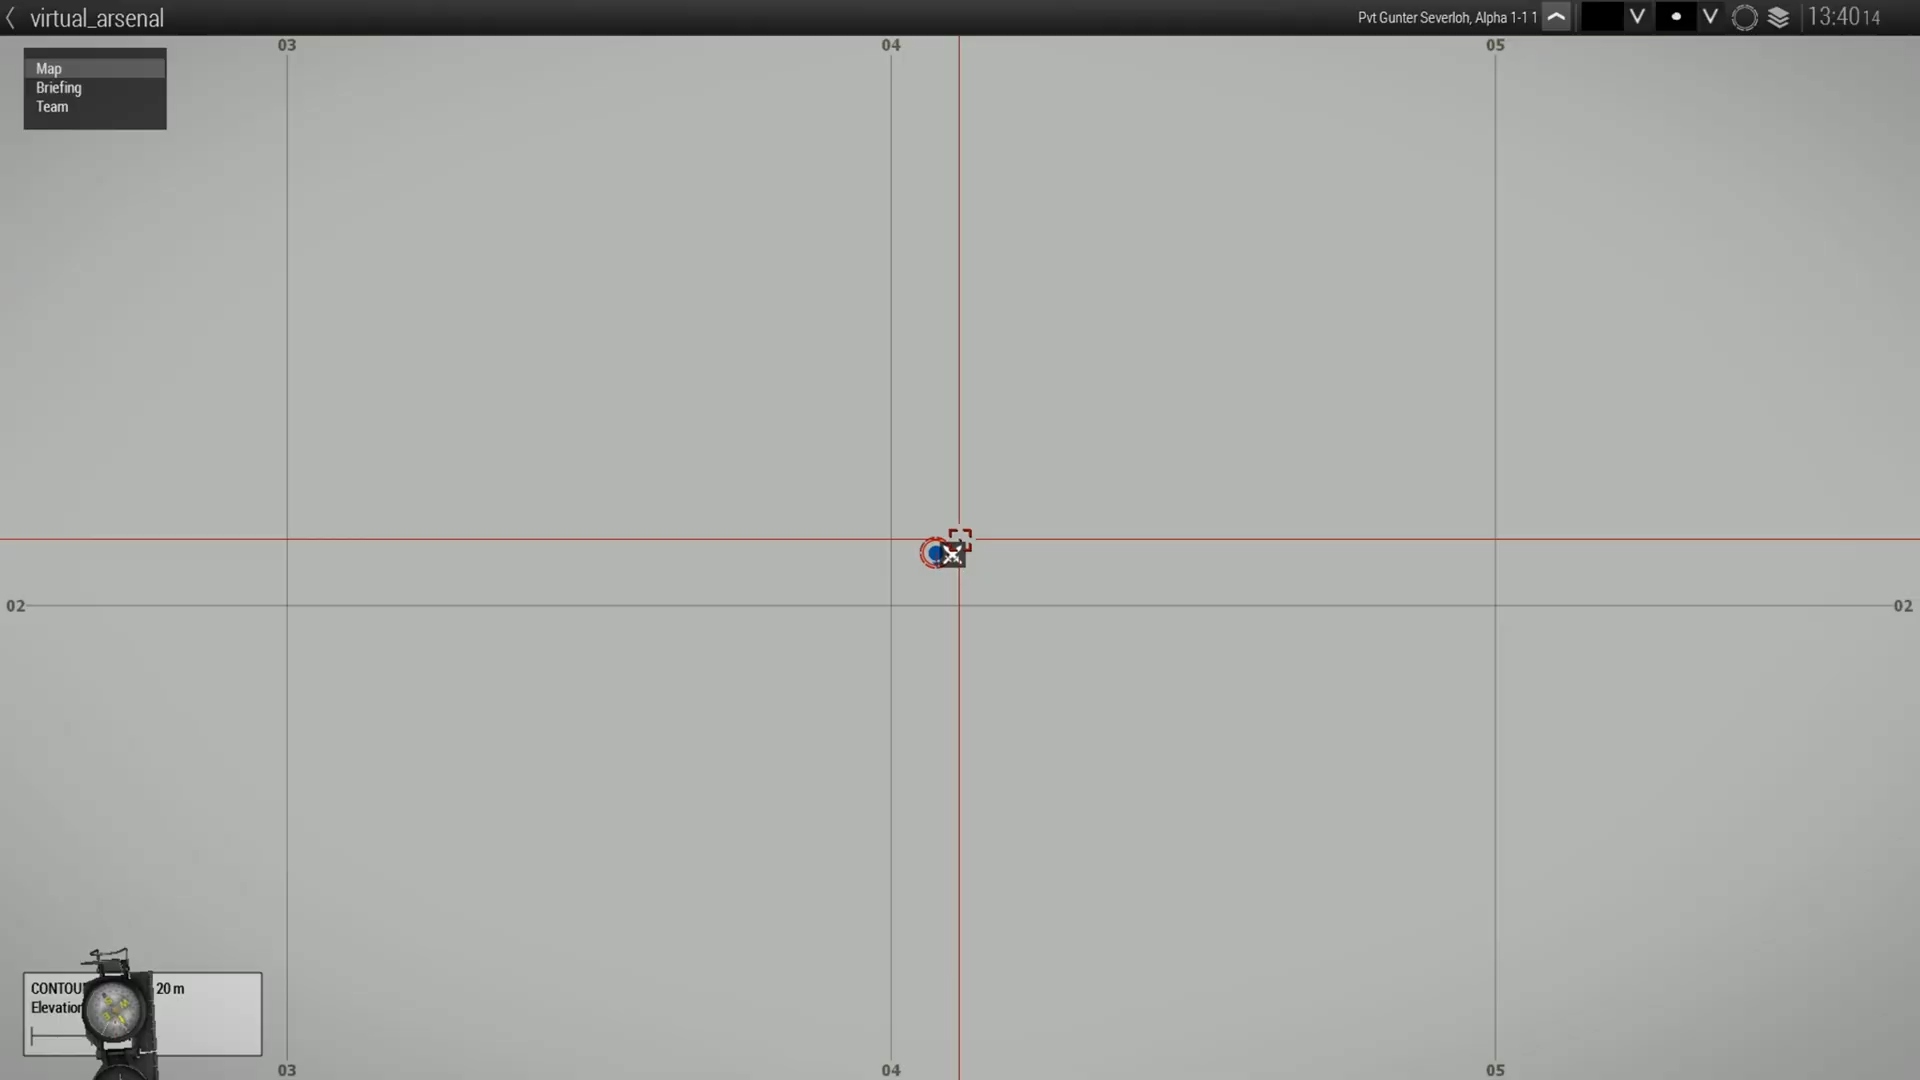 virtual_arsenal
Pvt Gunter Severloh, Alpha 1-1 1
13:40 14
03
04
05
Map
Briefing
Team
02
02
CONTOU
20 m
Elevation
03
04
05